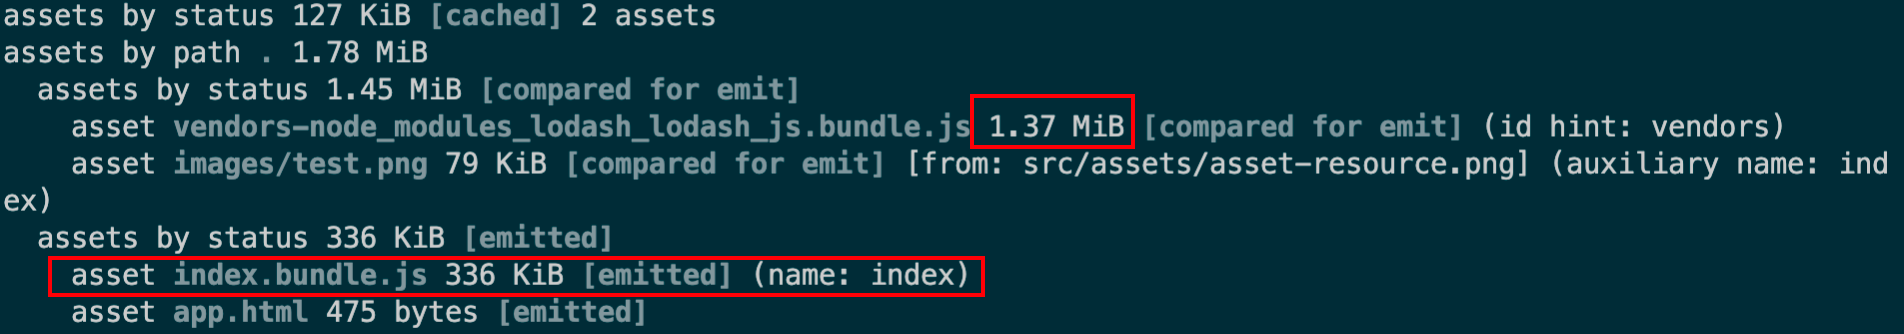 assets by status 127 KiB [cached] 2 assets
assets by path . 1.78 MiB
  assets by status 1.45 MiB [compared for emit]
    asset vendors-node_modules_lodash_lodash_js.bundle.js 1.37 MiB [compared for emit] (id hint: vendors)
    asset images/test.png 79 KiB [compared for emit] [from: src/assets/asset-resource.png] (auxiliary name: ind
ex)
  assets by status 336 KiB [emitted]
    asset index.bundle.js 336 KiB [emitted] (name: index)
    asset app.html 475 bytes [emitted]